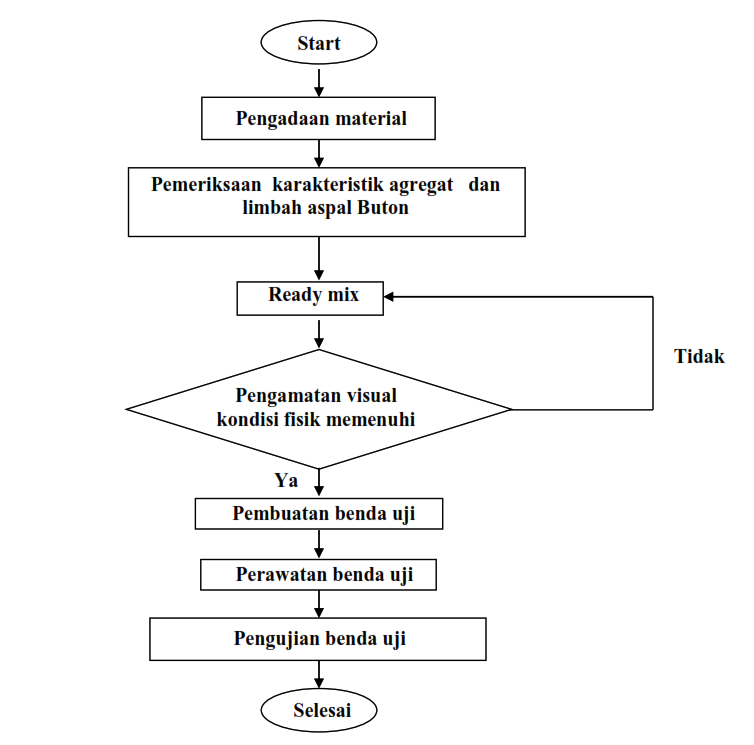 Start
Pengadaan material
Pemeriksaan karakteristik agregat dan
limbah aspal Buton
Ready mix
Tidak
Pengamatan visual
kondisi fisik memenuhi
Ya
Pembuatan benda uji
Perawatan benda uji
Pengujian benda uji
Selesai